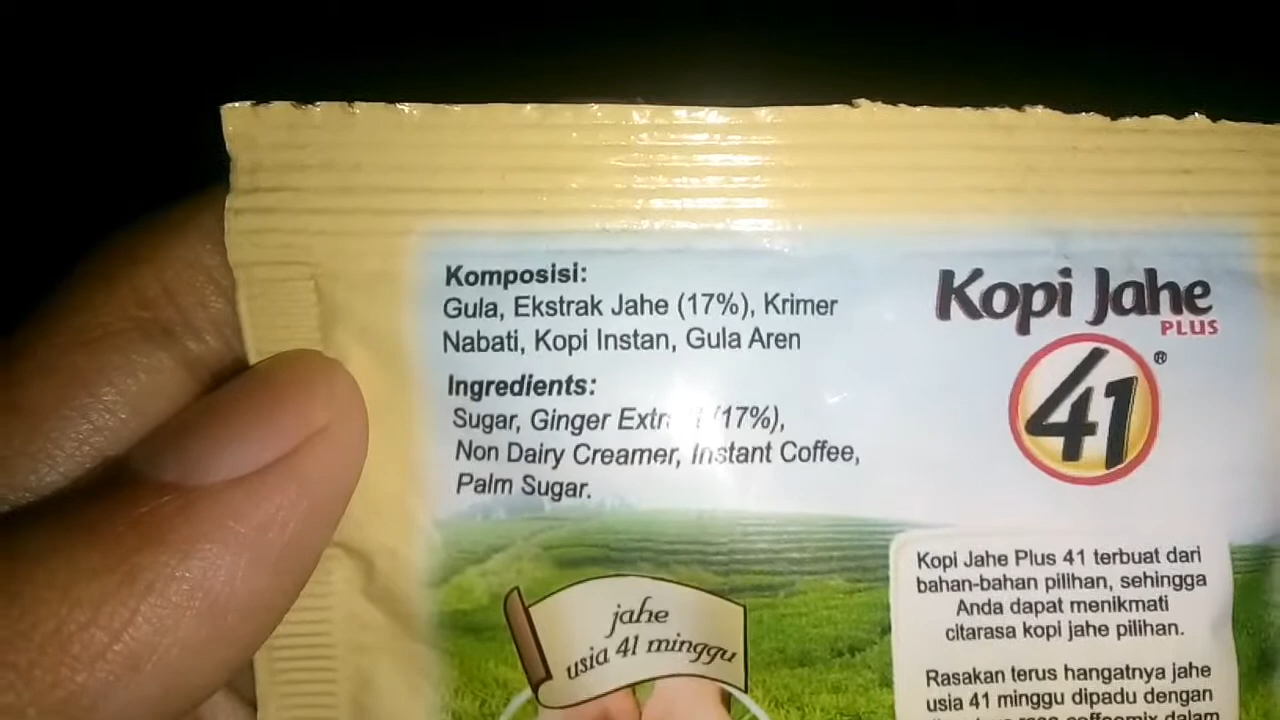 Komposisi:
Gula, Ekstrak Jahe (17%), Krimer
Nabati, Kopi Instan, Gula Aren
Ingredients:
Sugar, Ginger (17%),
Non Dairy Creamer, Instant Coffee,
Palm Sugar.
jahe
usia 41 minggu
Kopi Jahe
PLUS
41
®
Kopi Jahe Plus 41 terbuat dari
bahan-bahan pilihan, sehingga
Anda dapat menikmati
citarasa kopi jahe pilihan.
Rasakan terus hangatnya jahe
usia 41 minggu dipadu dengan